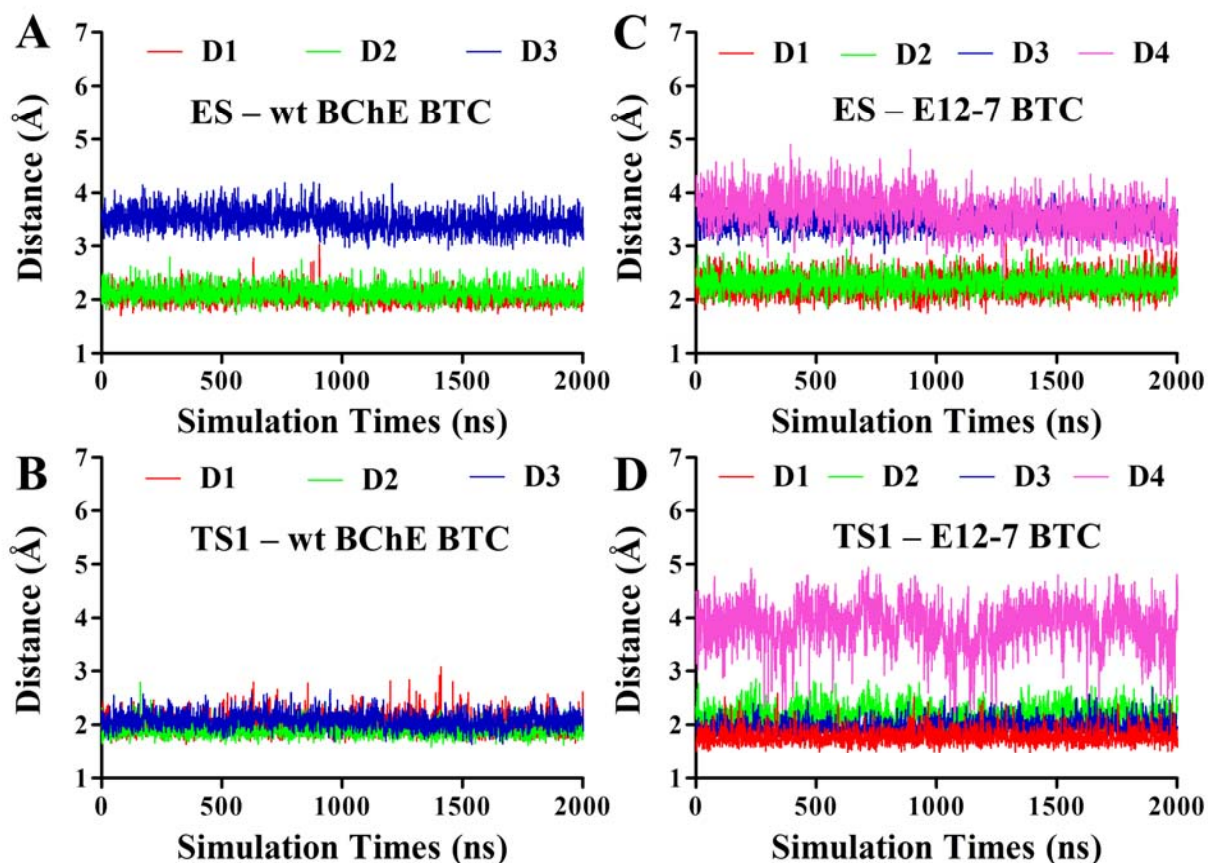 A
D1 D2 D3
ES – wt BChE BTC
Distance (Å)
7
6
5
4
3
2
1
0 500 1000 1500 2000
Simulation Times (ns)
C
D1 D2 D3 D4
ES – E12-7 BTC
Distance (Å)
7
6
5
4
3
2
1
0 500 1000 1500 2000
Simulation Times (ns)
B
D1 D2 D3
TS1 – wt BChE BTC
Distance (Å)
7
6
5
4
3
2
1
0 500 1000 1500 2000
Simulation Times (ns)
D
D1 D2 D3 D4
TS1 – E12-7 BTC
Distance (Å)
7
6
5
4
3
2
1
0 500 1000 1500 2000
Simulation Times (ns)